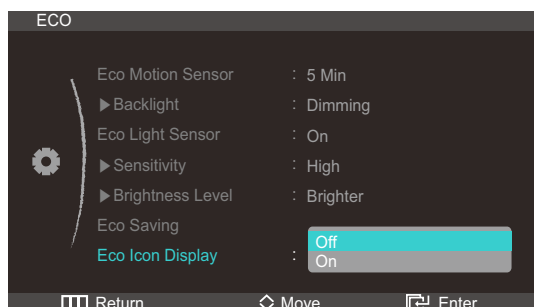 ECO
Eco Motion Sensor : 5 Min
▶Backlight : Dimming
Eco Light Sensor : On
▶Sensitivity : High
▶Brightness Level : Brighter
Eco Saving
Off
Eco Icon Display : On
Return Move Enter